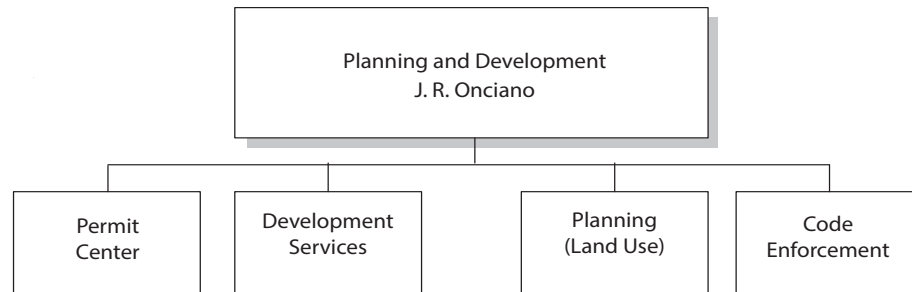 Planning and Development
J. R. Onciano
Permit
Center
Development
Services
Planning
(Land Use)
Code
Enforcement